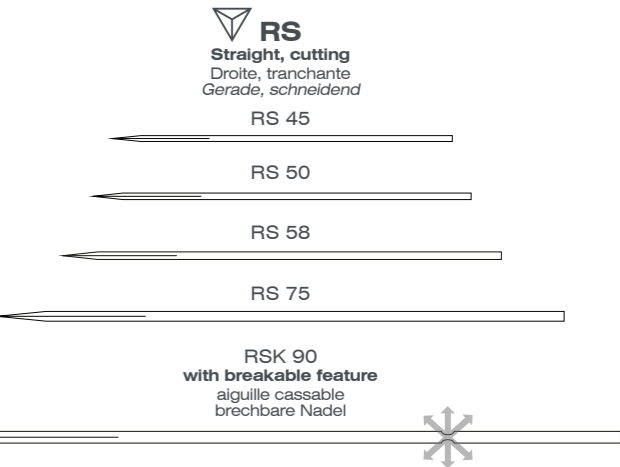 RS
Straight, cutting
Droite, tranchante
Gerade, schneidend
RS 45
RS 50
RS 58
RS 75
RSK 90
with breakable feature
aiguille cassable
brechbare Nadel